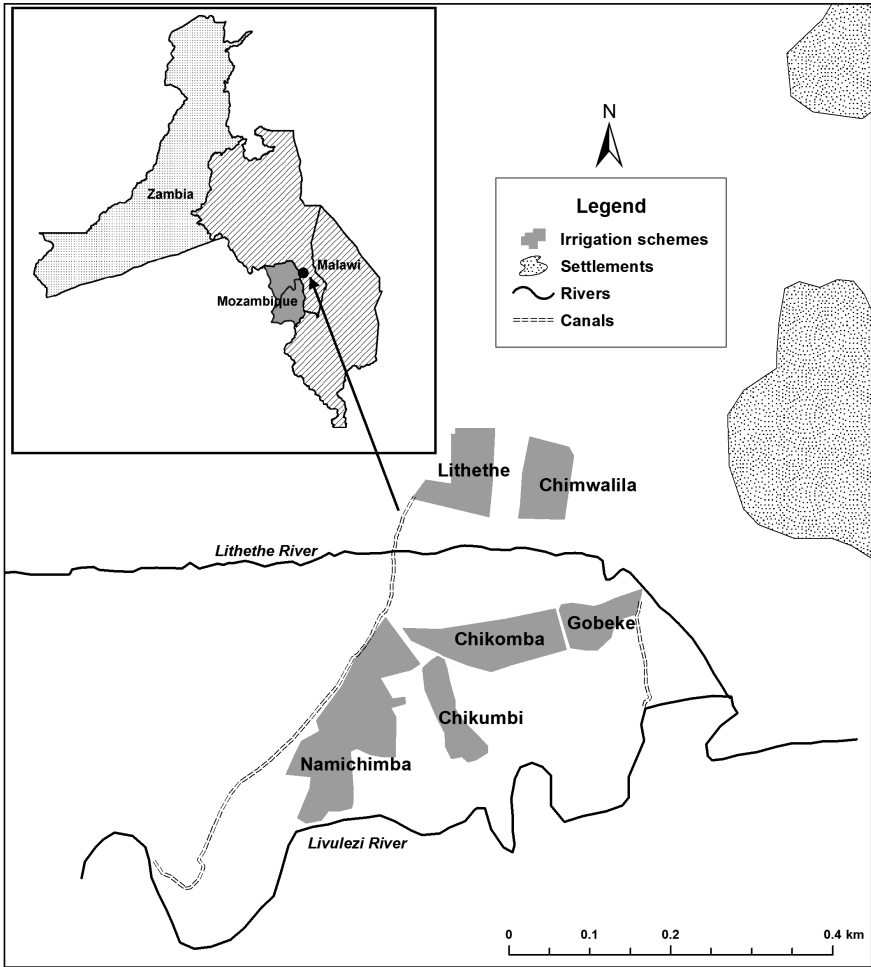 Zambia
Malawi
Mozambique
N
Legend
Irrigation schemes
Settlements
Rivers
Canals
Lithethe
Chimwalila
Lithethe River
Gobeke
Chikomba
Chikumbi
Namichimba
Livulezi River
0 0.1 0.2 0.4 km